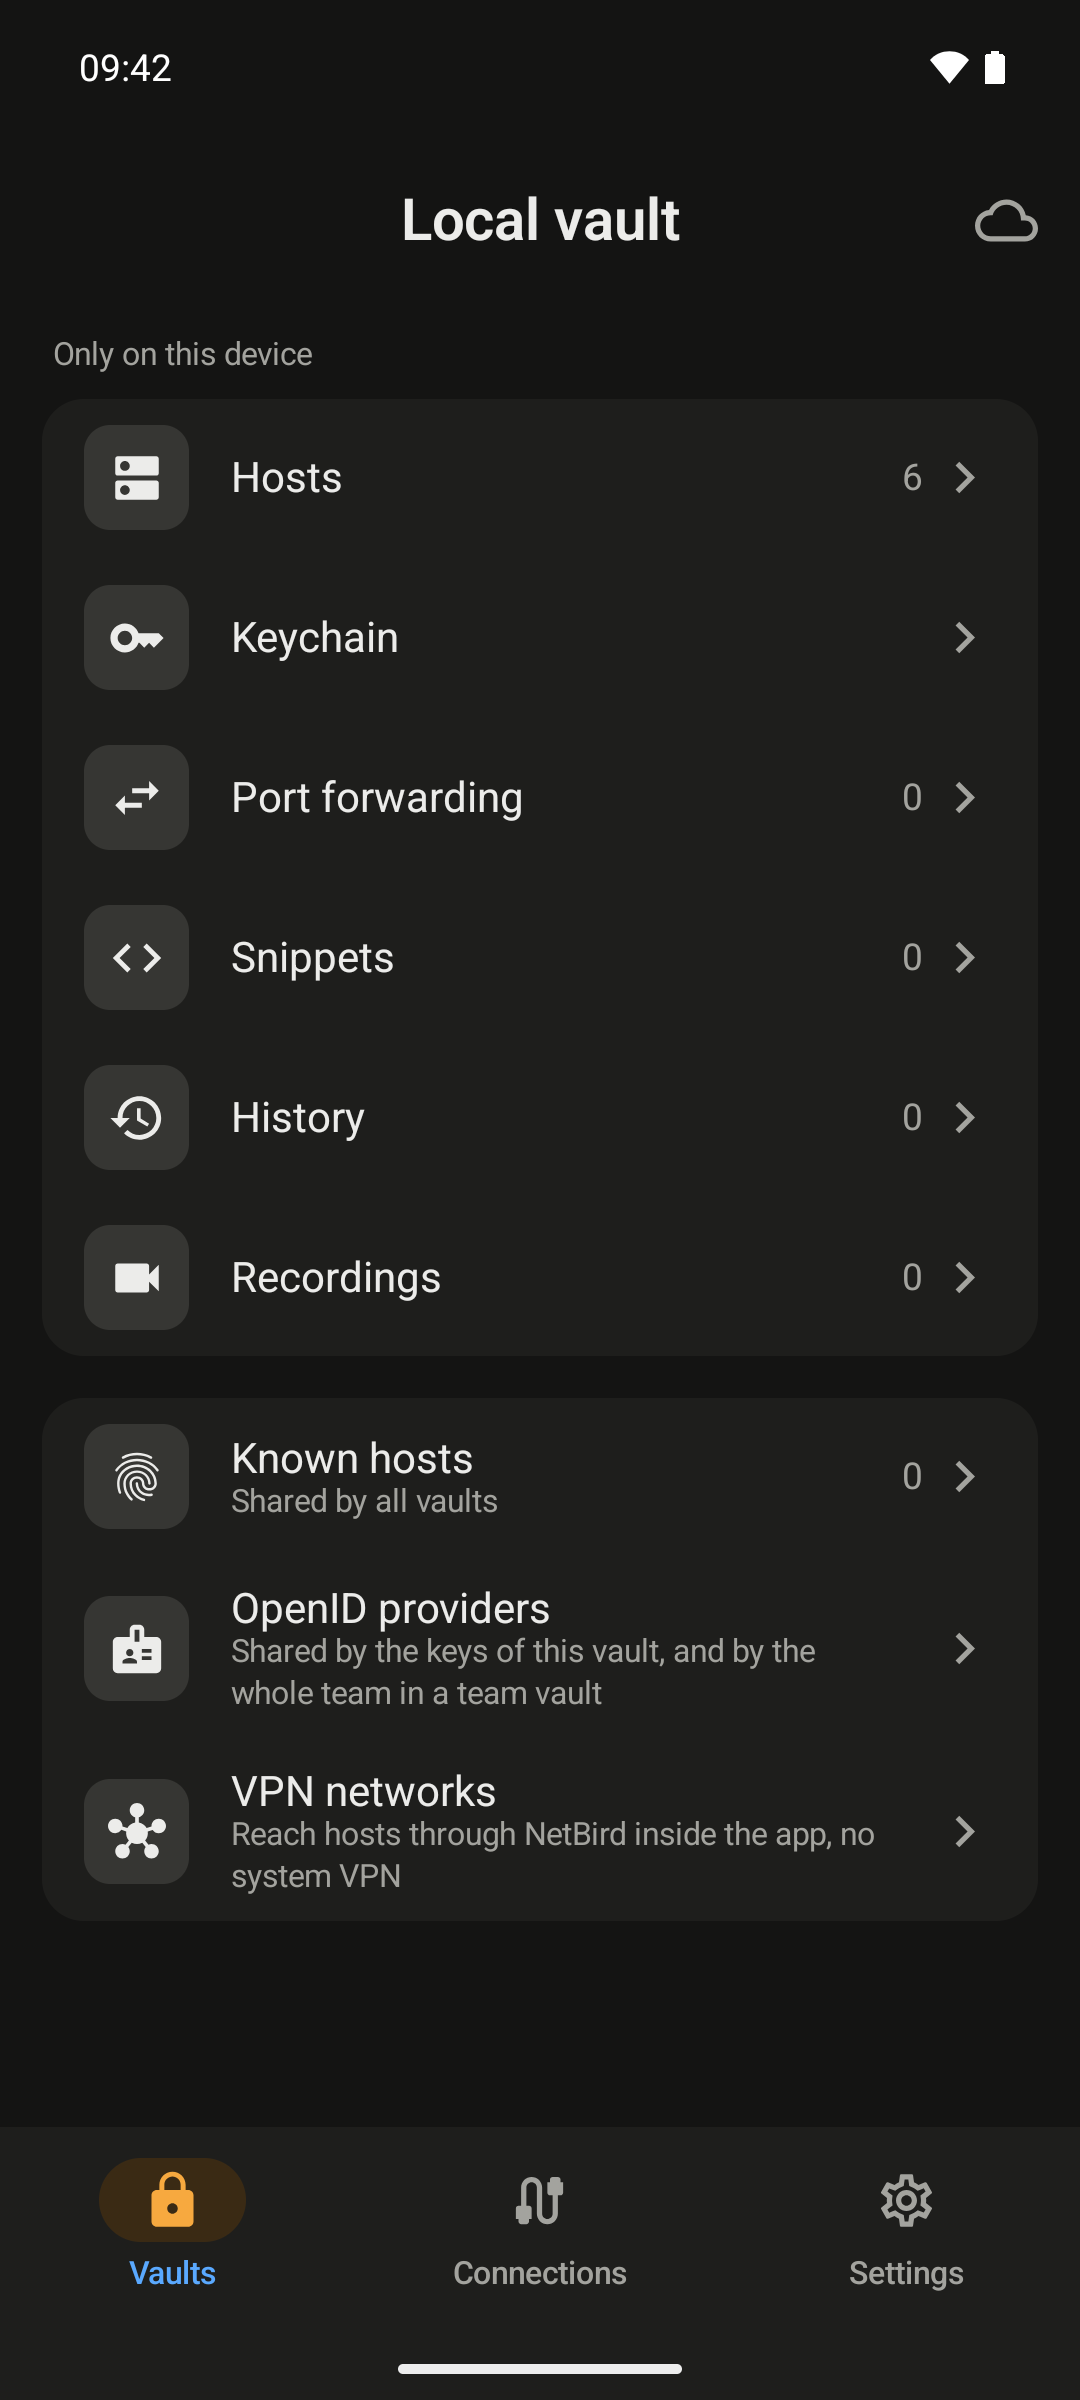 09:42
Local vault
Only on this device
Hosts 6
Keychain
Port forwarding 0
Snippets 0
History 0
Recordings 0
Known hosts 0
Shared by all vaults
OpenID providers
Shared by the keys of this vault, and by the
whole team in a team vault
VPN networks
Reach hosts through NetBird inside the app, no
system VPN
Vaults Connections Settings